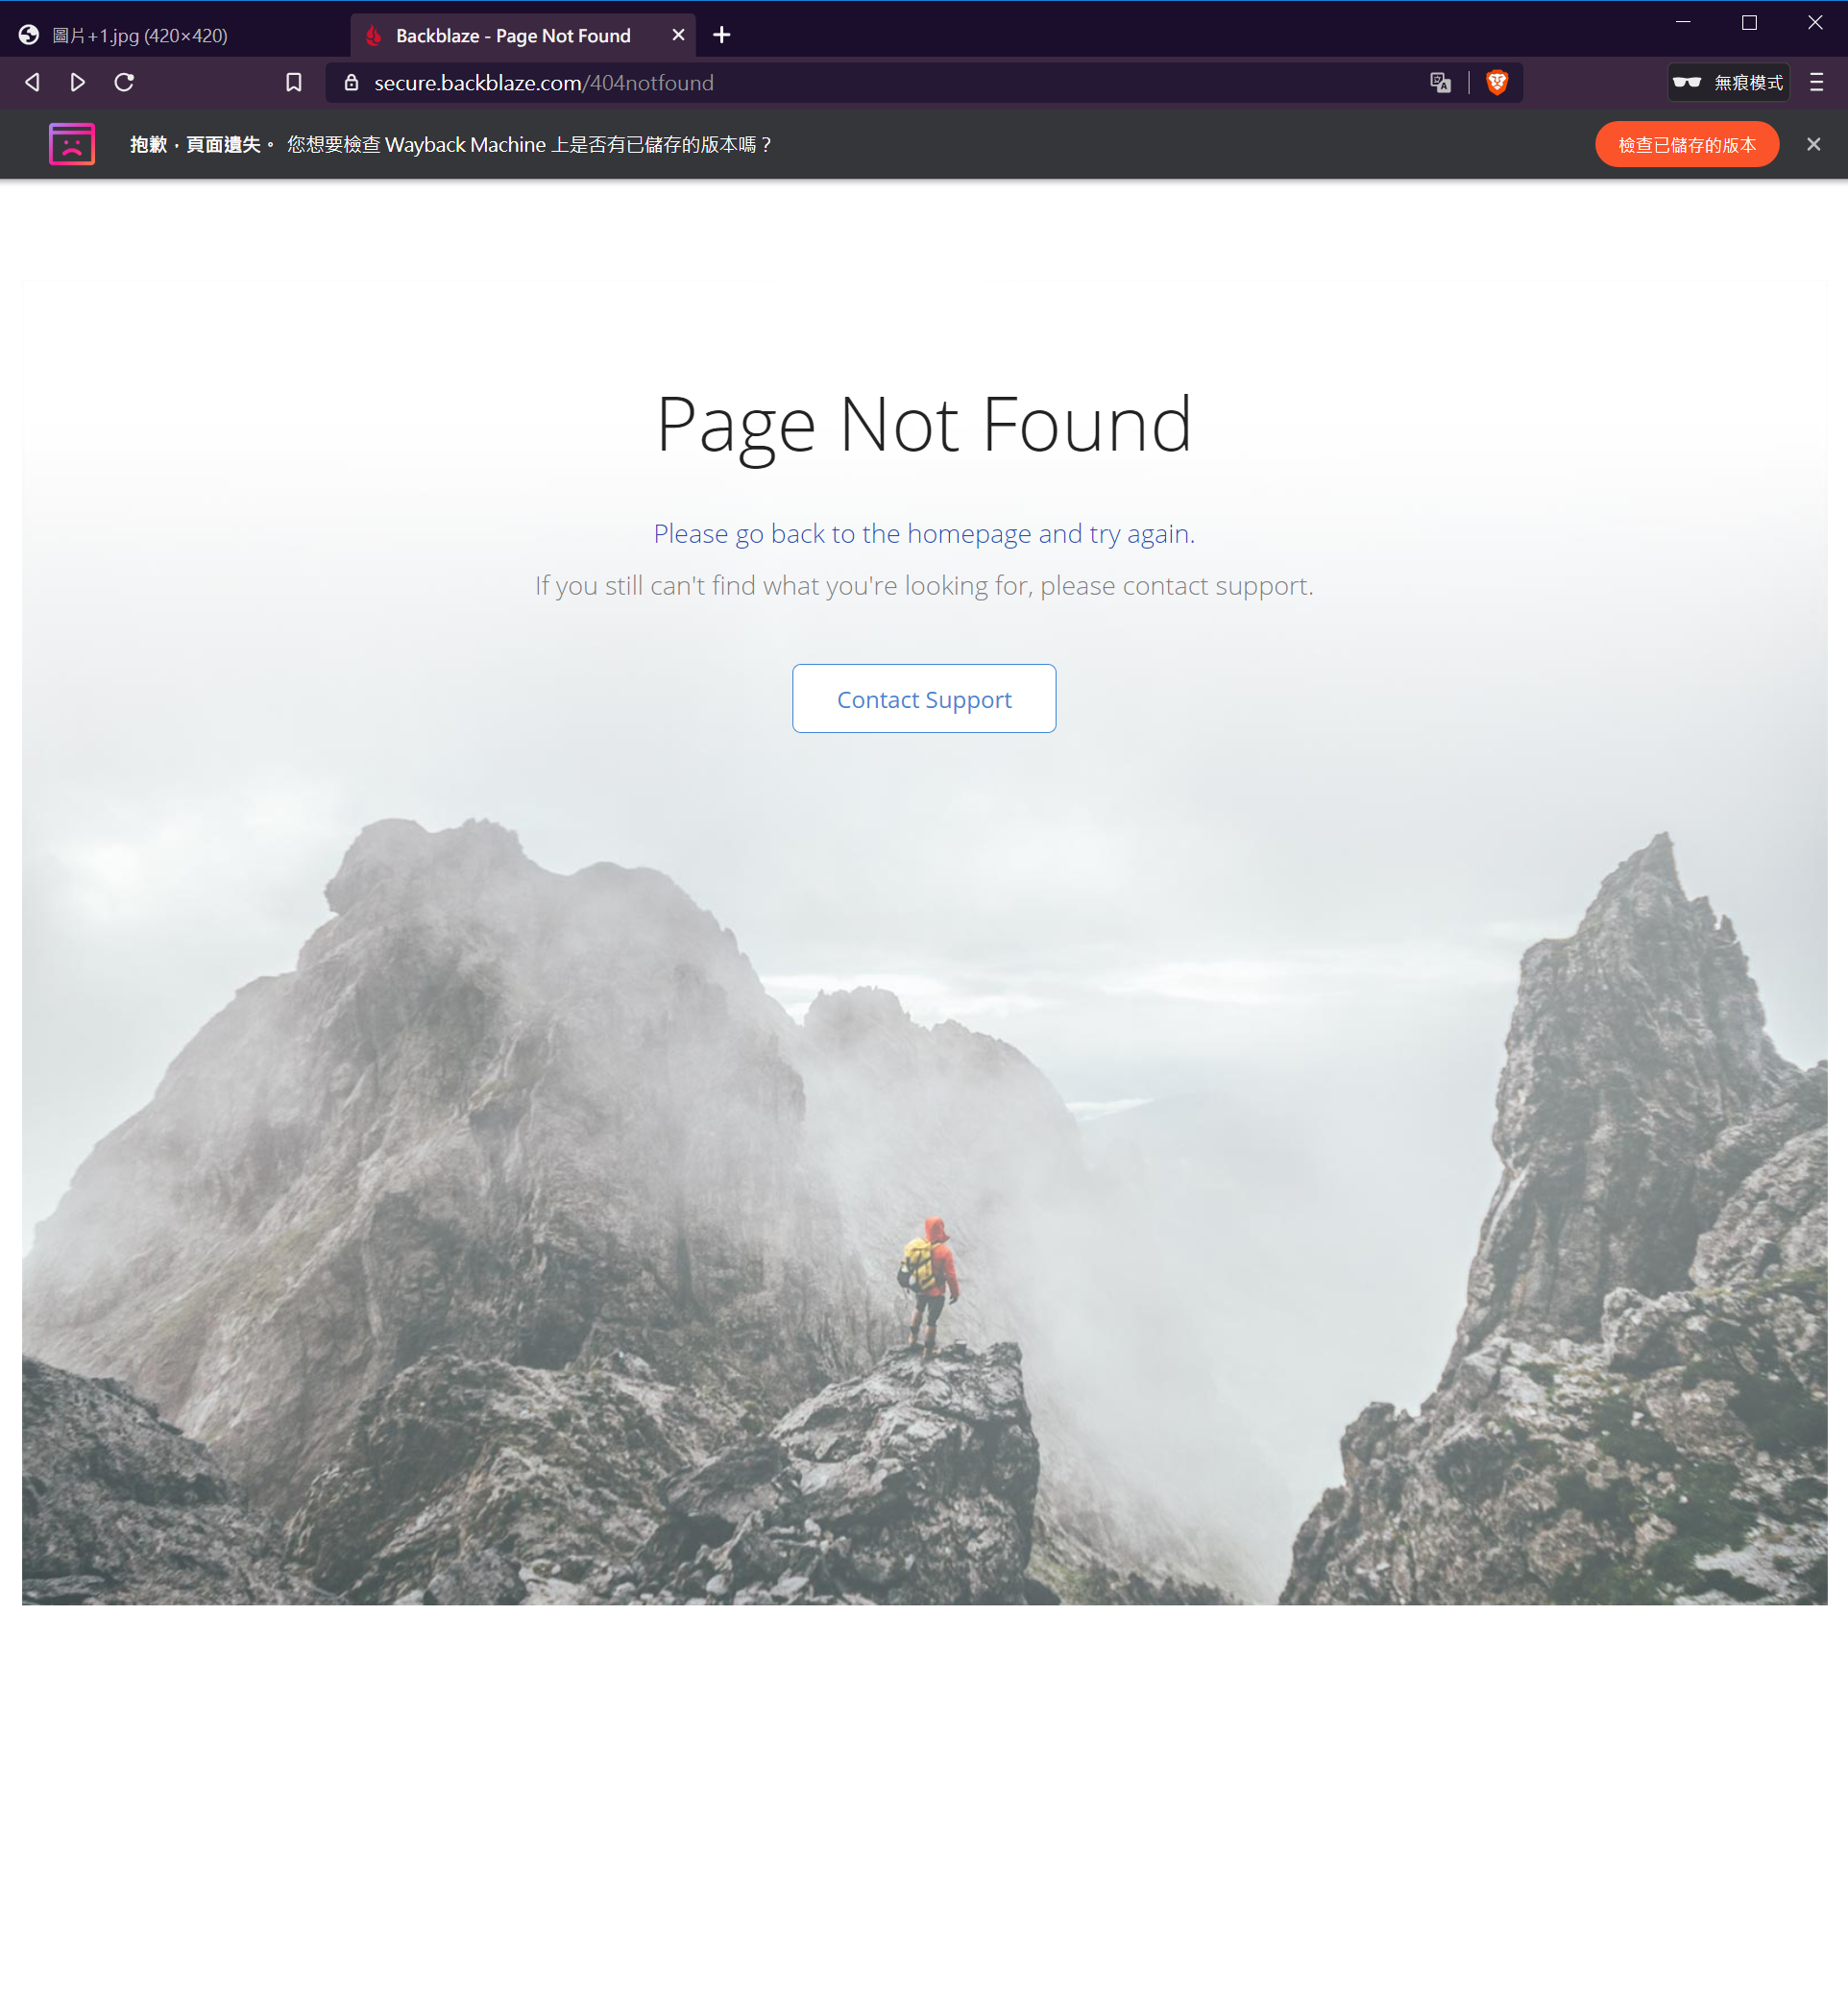 圖片+1.jpg (420×420)
Backblaze - Page Not Found
secure.backblaze.com/404notfound
無痕模式
抱歉，頁面遺失。 您想要檢查 Wayback Machine 上是否有已儲存的版本嗎？
檢查已儲存的版本
Page Not Found
Please go back to the homepage and try again.
If you still can't find what you're looking for, please contact support.
Contact Support